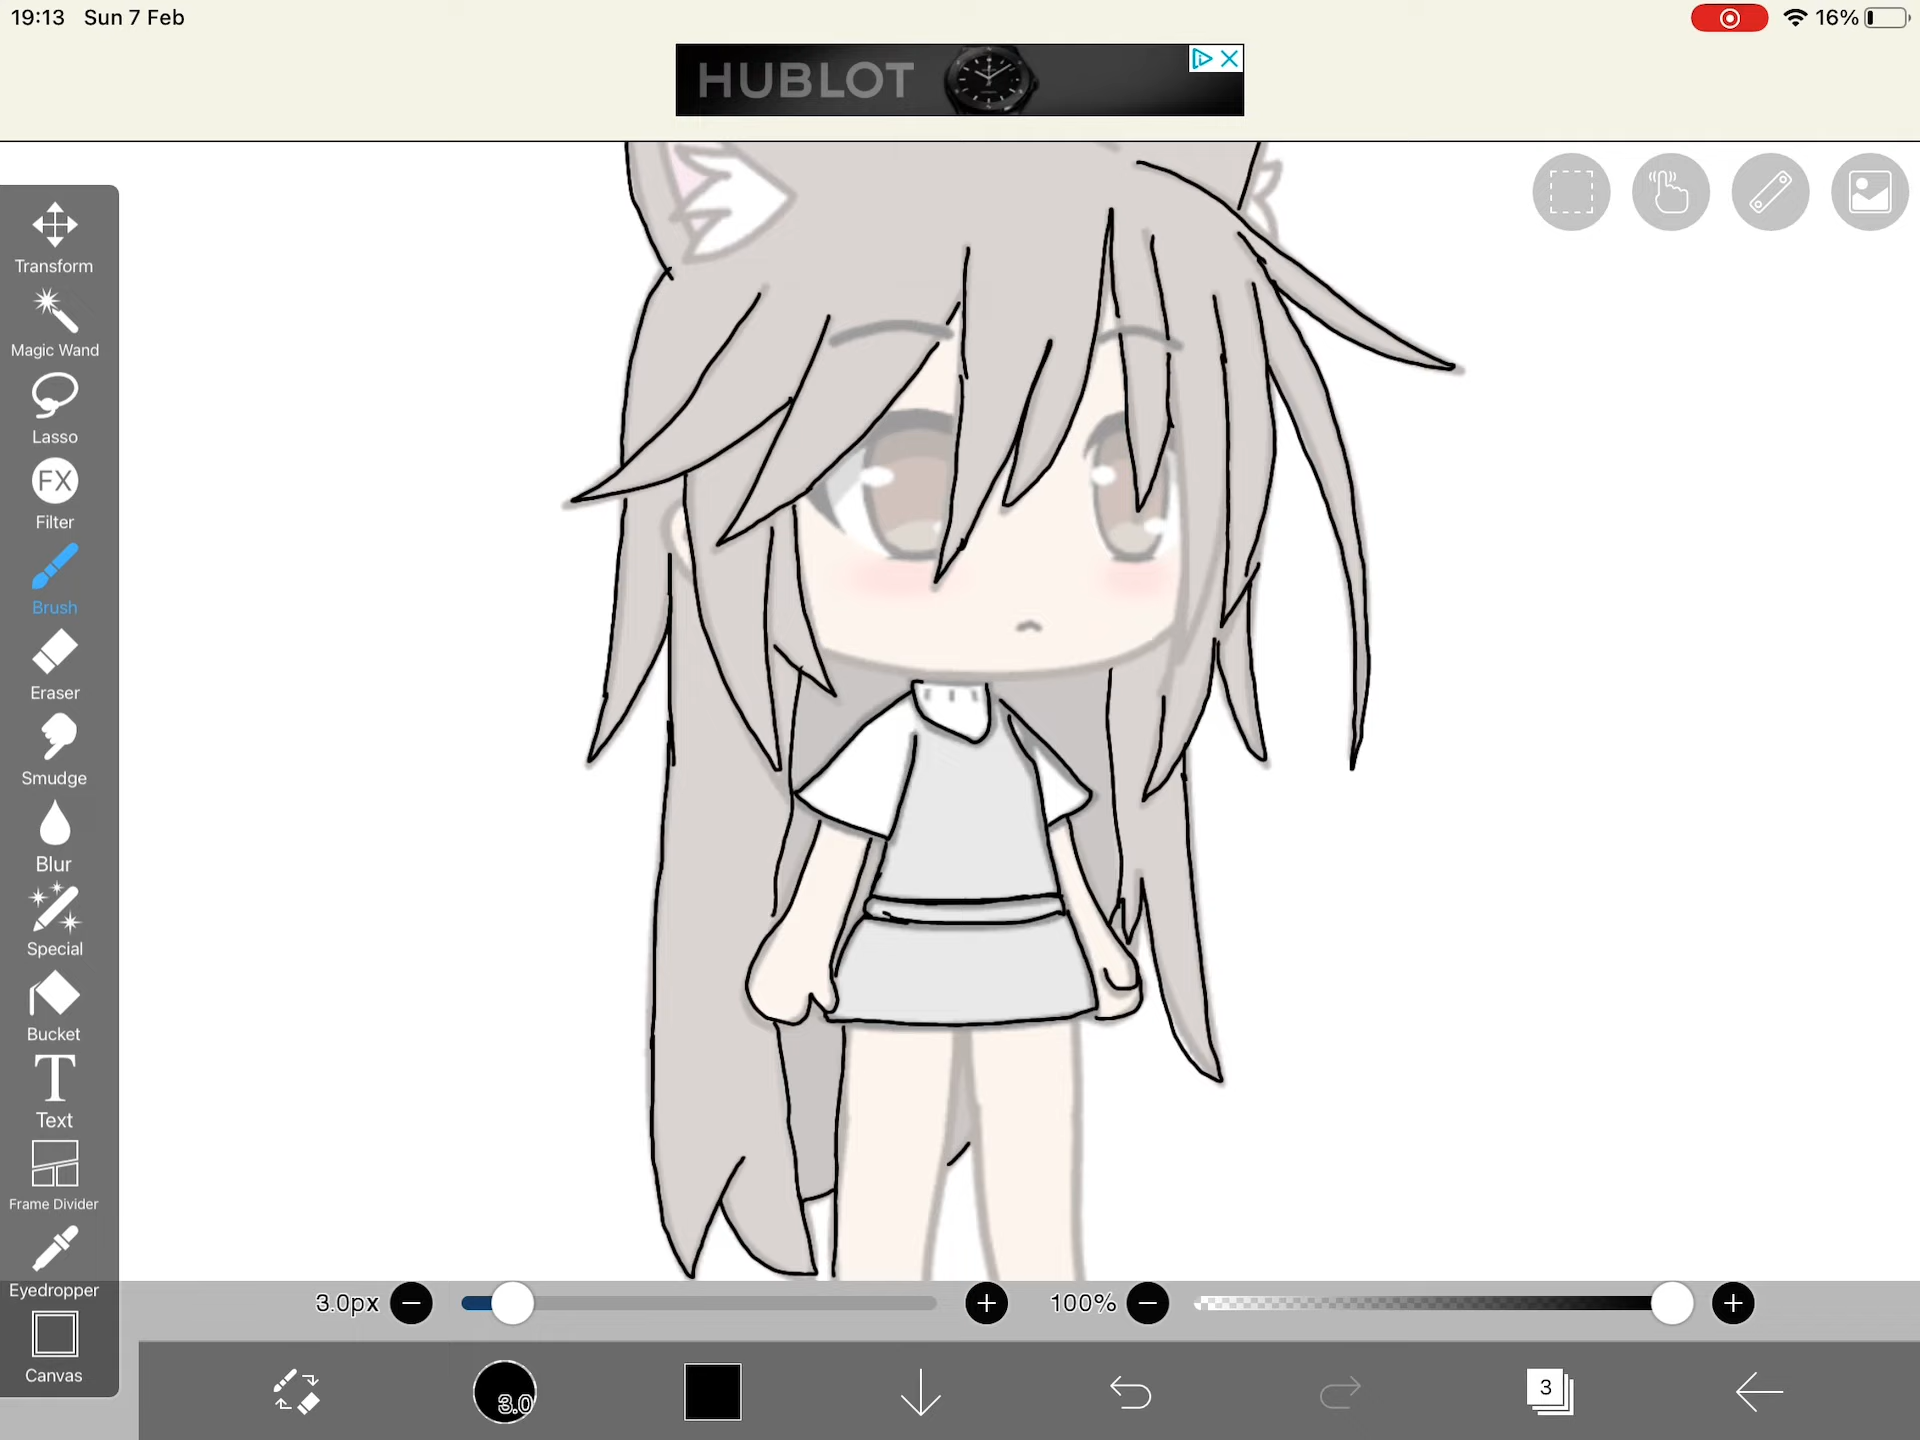 19:13 Sun 7 Feb
16%
HUBLOT
Transform
Magic Wand
Lasso
FX
Filter
Brush
Eraser
Smudge
Blur
Special
Bucket
T
Text
Frame Divider
Eyedropper
Canvas
3.0px
100%
3.0
3